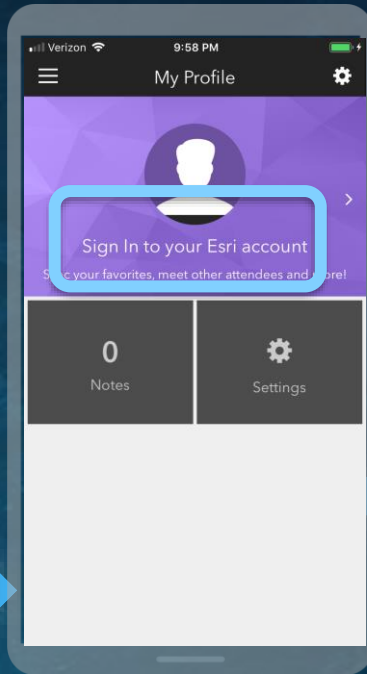 Verizon 9:58 PM
My Profile
Sign In to your Esri account
your favorites, meet other attendees and more!
0
Notes
Settings